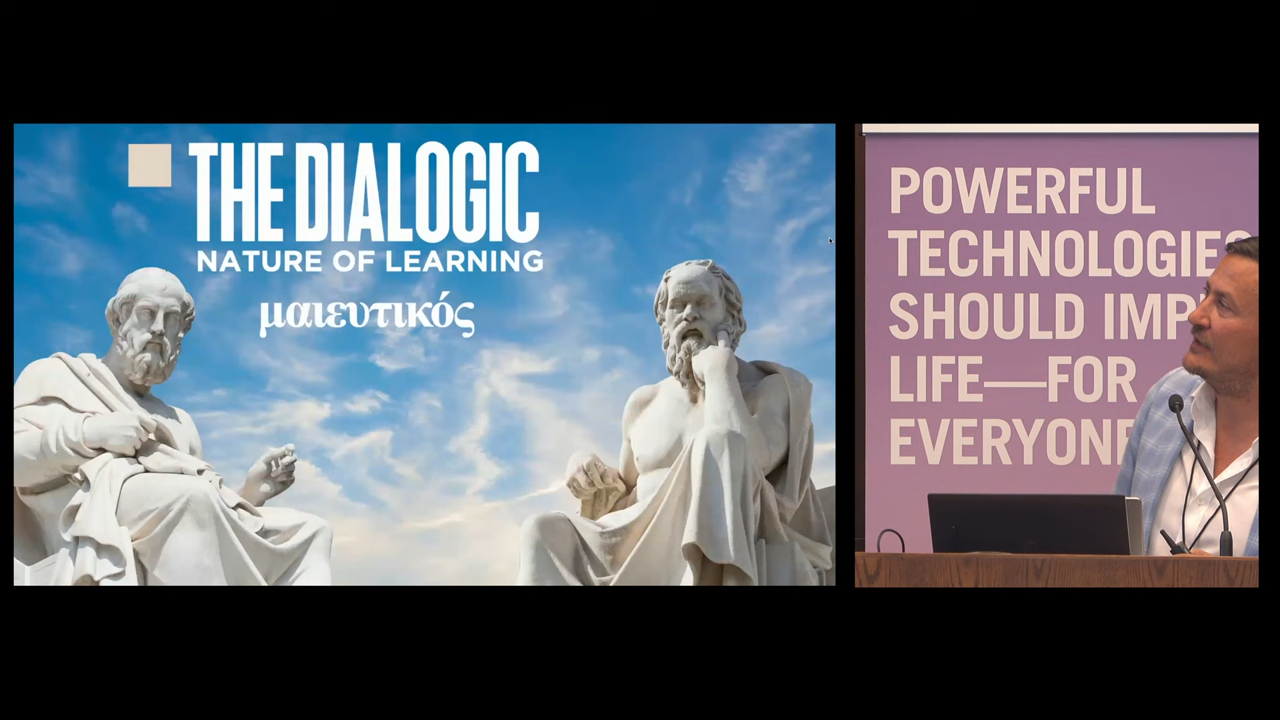 THE DIALOGIC
NATURE OF LEARNING
μαιευτικός
POWERFUL
TECHNOLOGIES
SHOULD IMP
LIFE—FOR
EVERYONE